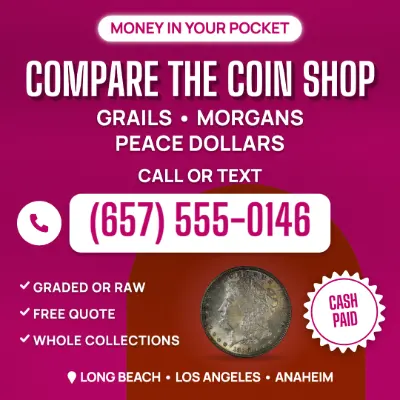 MONEY IN YOUR POCKET
COMPARE THE COIN SHOP
GRAILS • MORGANS
PEACE DOLLARS
CALL OR TEXT
(657) 555-0146
GRADED OR RAW
FREE QUOTE
WHOLE COLLECTIONS
CASH
PAID
LONG BEACH • LOS ANGELES • ANAHEIM